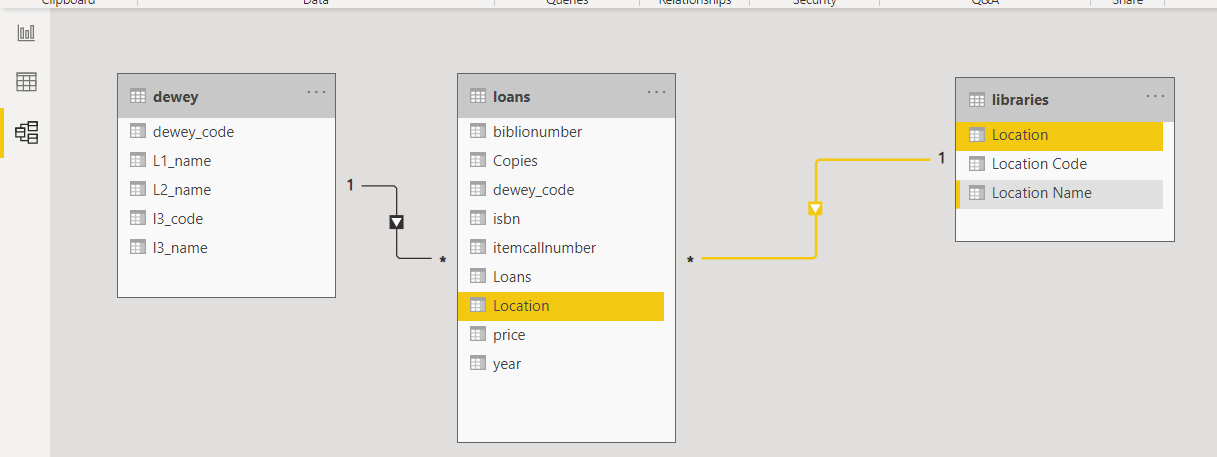 Clipboard Data Queries Relationships Security Q&A Share
dewey
dewey_code
L1_name
L2_name
l3_code
l3_name
1
*
loans
biblionumber
Copies
dewey_code
isbn
itemcallnumber
Loans
Location
price
year
*
1
libraries
Location
Location Code
Location Name